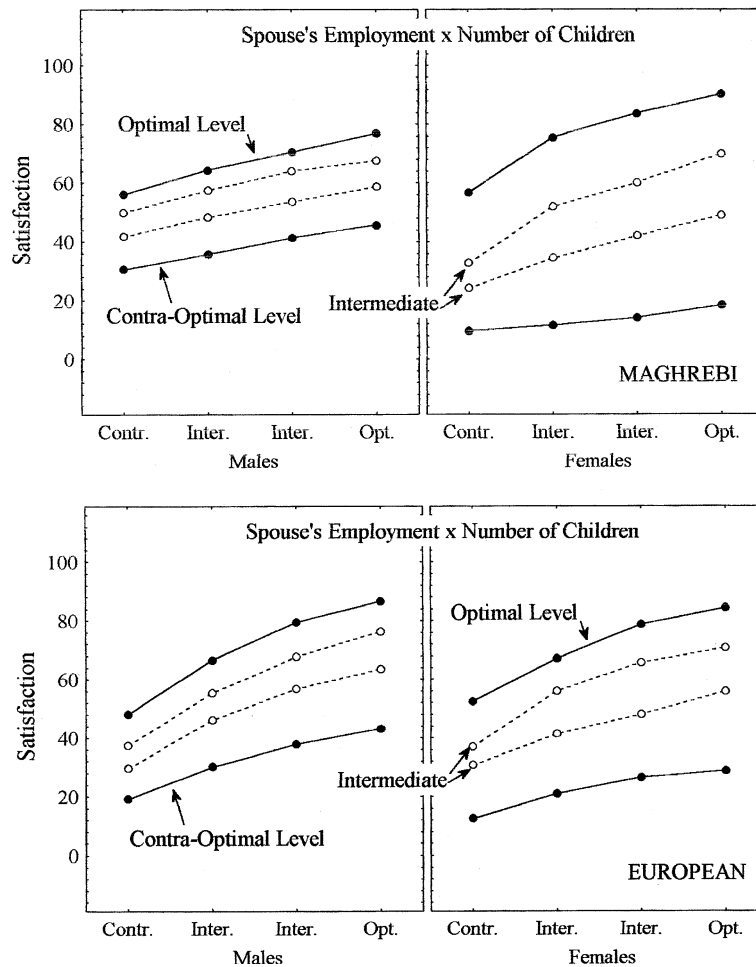 Spouse's Employment x Number of Children
100
80
60
40
20
0
Satisfaction
Optimal Level
Contra-Optimal Level
Intermediate
MAGHREBI
Contr. Inter. Inter. Opt. Contr. Inter. Inter. Opt.
Males Females
Spouse's Employment x Number of Children
100
80
60
40
20
0
Satisfaction
Optimal Level
Intermediate
Contra-Optimal Level
EUROPEAN
Contr. Inter. Inter. Opt. Contr. Inter. Inter. Opt.
Males Females